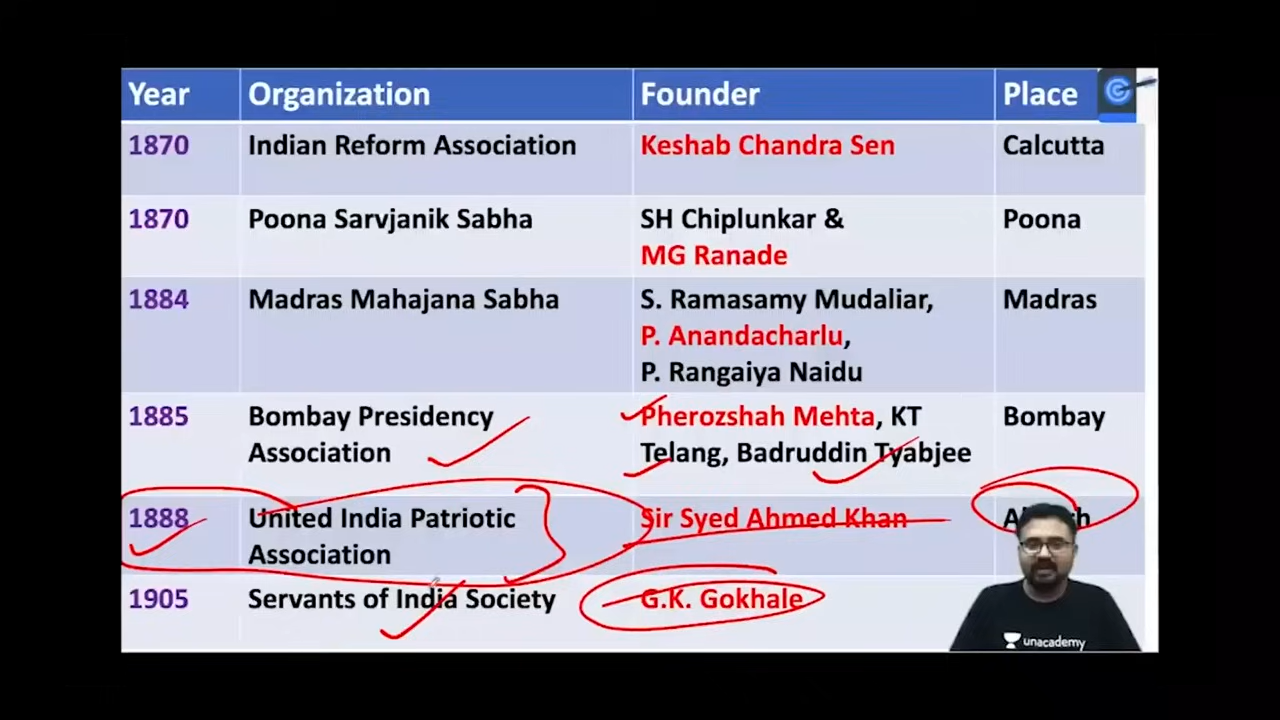 Year Organization Founder Place
1870 Indian Reform Association Keshab Chandra Sen Calcutta
1870 Poona Sarvjanik Sabha SH Chiplunkar & Poona
MG Ranade
1884 Madras Mahajana Sabha S. Ramasamy Mudaliar, Madras
P. Anandacharlu,
P. Rangaiya Naidu
1885 Bombay Presidency Pherozshah Mehta, KT Bombay
Association Telang, Badruddin Tyabjee
1888 United India Patriotic Sir Syed Ahmed Khan
Association
1905 Servants of India Society G.K. Gokhale
unacademy